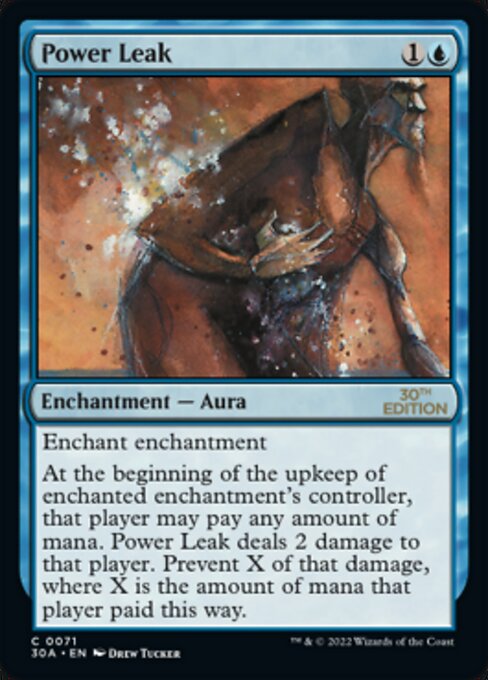 Power Leak 1
Enchantment — Aura
30TH
EDITION
Enchant enchantment
At the beginning of the upkeep of
enchanted enchantment's controller,
that player may pay any amount of
mana. Power Leak deals 2 damage to
that player. Prevent X of that damage,
where X is the amount of mana that
player paid this way.
C 0071
30A • EN Drew Tucker
™ & © 2022 Wizards of the Coast